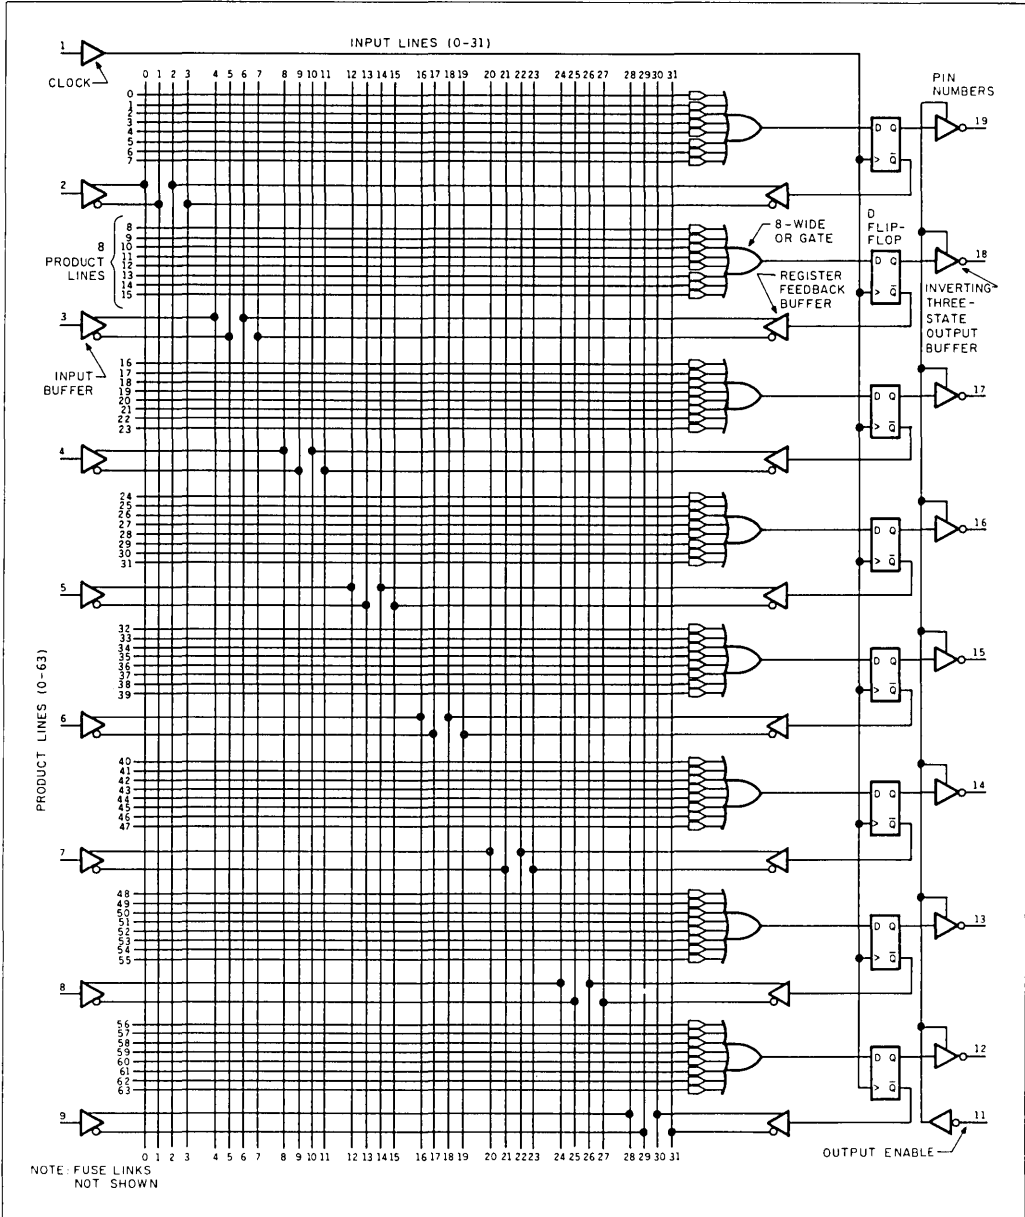 INPUT LINES (0-31)
1
CLOCK
0 1 2 3 4 5 6 7 8 9 10 11 12 13 14 15 16 17 18 19 20 21 22 23 24 25 26 27 28 29 30 31
PIN
NUMBERS
0
1
2
3
4
5
6
7
D Q
> Q̅
19
2
8
PRODUCT
LINES
8
9
10
11
12
13
14
15
8-WIDE
OR GATE
D
FLIP-
FLOP
D Q
> Q̅
18
REGISTER
FEEDBACK
BUFFER
INVERTING
THREE-
STATE
OUTPUT
BUFFER
3
INPUT
BUFFER
16
17
18
19
20
21
22
23
D Q
> Q̅
17
4
24
25
26
27
28
29
30
31
D Q
> Q̅
16
5
PRODUCT LINES (0-63)
32
33
34
35
36
37
38
39
D Q
> Q̅
15
6
40
41
42
43
44
45
46
47
D Q
> Q̅
14
7
48
49
50
51
52
53
54
55
D Q
> Q̅
13
8
56
57
58
59
60
61
62
63
D Q
> Q̅
12
9
11
OUTPUT ENABLE
0 1 2 3 4 5 6 7 8 9 10 11 12 13 14 15 16 17 18 19 20 21 22 23 24 25 26 27 28 29 30 31
NOTE: FUSE LINKS
NOT SHOWN